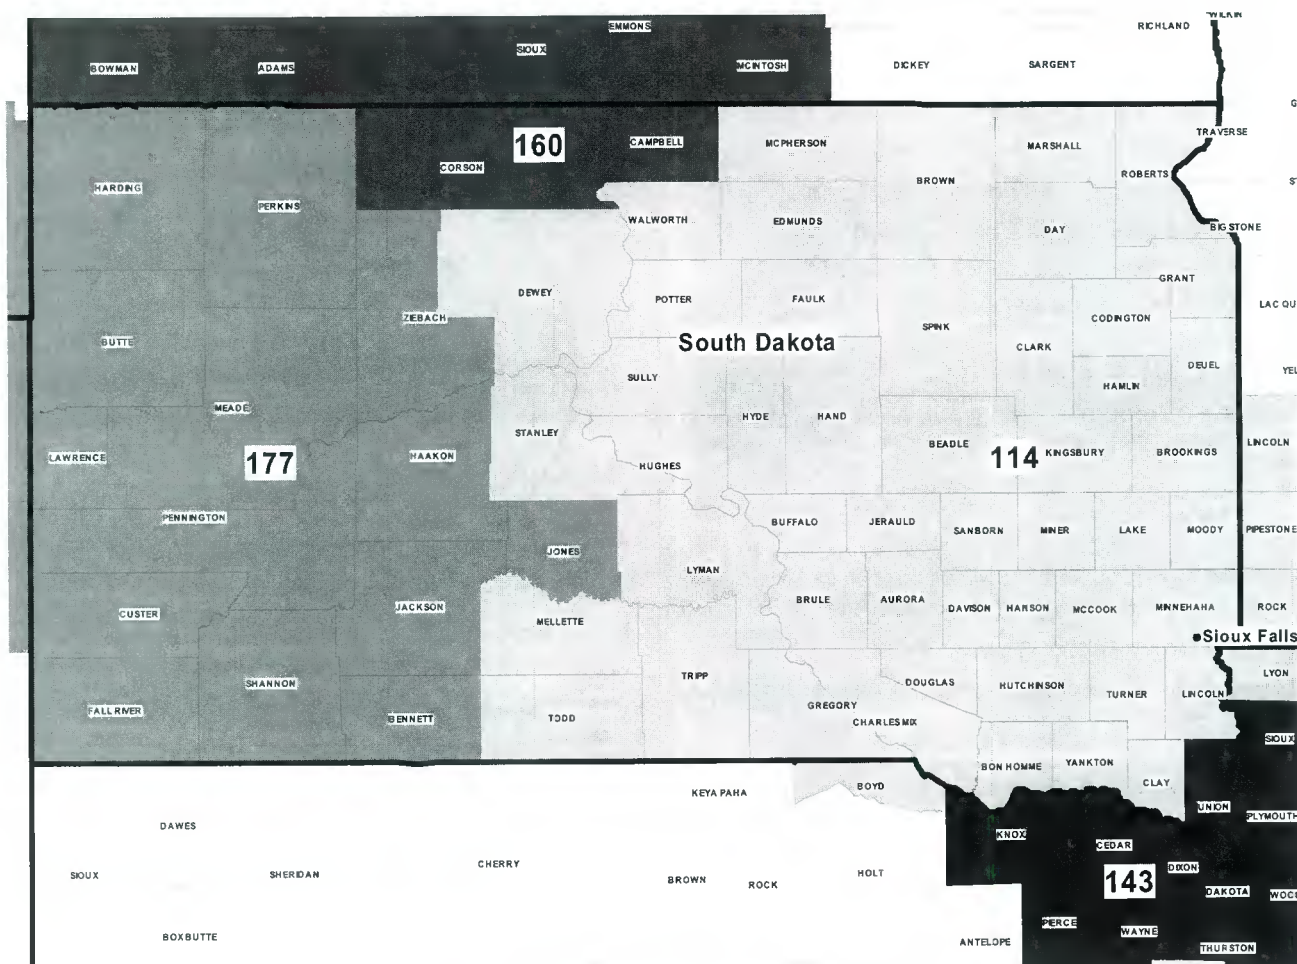 WILKIN
EMMONS
RICHLAND
SIOUX
BOWMAN
ADAMS
MCINTOSH
DICKEY
SARGENT
TRAVERSE
160
CAMPBELL
MCPHERSON
MARSHALL
CORSON
ROBERTS
BROWN
HARDING
PERKINS
WALWORTH
EDMUNDS
DAY
BIG STONE
GRANT
DEWEY
POTTER
FAULK
LAC QU
ZIEBACH
CODINGTON
SPINK
BUTTE
South Dakota
CLARK
DEUEL
YEL
SULLY
HAMLIN
MEADE
HYDE
HAND
STANLEY
BEADLE
LINCOLN
LAWRENCE
177
HAAKON
HUGHES
114
KINGSBURY
BROOKINGS
PENNINGTON
BUFFALO
JERAULD
SANBORN
MINER
LAKE
MOODY
PIPESTONE
JONES
LYMAN
CUSTER
JACKSON
BRULE
AURORA
DAVISON
HANSON
MCCOOK
MINNEHAHA
ROCK
MELLETTE
Sioux Falls
TRIPP
LYON
SHANNON
DOUGLAS
HUTCHINSON
TURNER
LINCOLN
FALL RIVER
BENNETT
TODD
GREGORY
CHARLES MIX
SIOUX
BON HOMME
YANKTON
CLAY
KEYA PAHA
BOYD
UNION
PLYMOUTH
DAWES
KNOX
CEDAR
SIOUX
SHERIDAN
CHERRY
BROWN
ROCK
HOLT
DIXON
143
DAKOTA
WOOD
PIERCE
WAYNE
BOX BUTTE
ANTELOPE
THURSTON